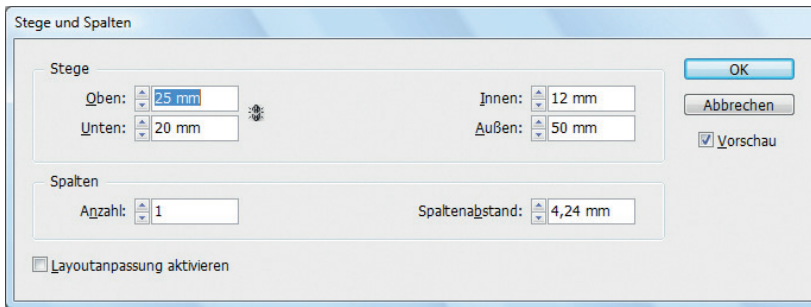 Stege und Spalten
Stege
Oben: 25 mm
Innen: 12 mm
Unten: 20 mm
Außen: 50 mm
Spalten
Anzahl: 1
Spaltenabstand: 4,24 mm
Layoutanpassung aktivieren
OK
Abbrechen
Vorschau